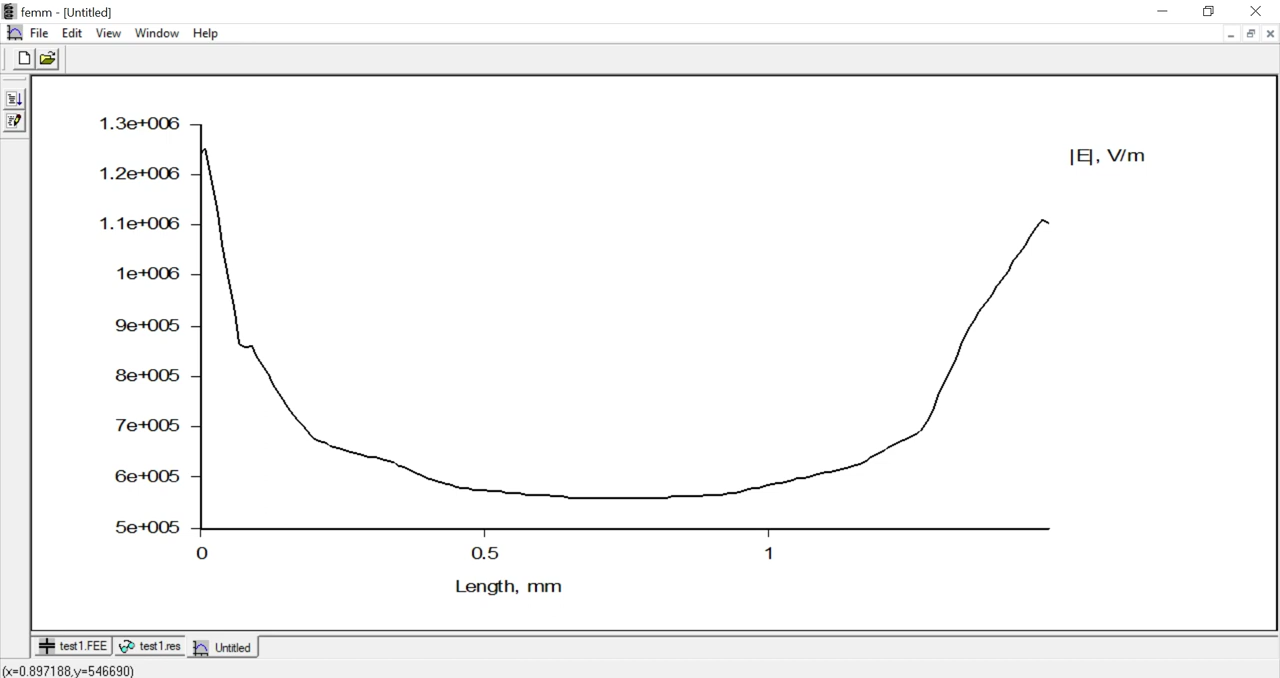 femm - [Untitled]
File Edit View Window Help
1.3e+006
|E|, V/m
1.2e+006
1.1e+006
1e+006
9e+005
8e+005
7e+005
6e+005
5e+005
0 0.5 1
Length, mm
test1.FEE test1.res Untitled
(x=0.897188,y=546690)